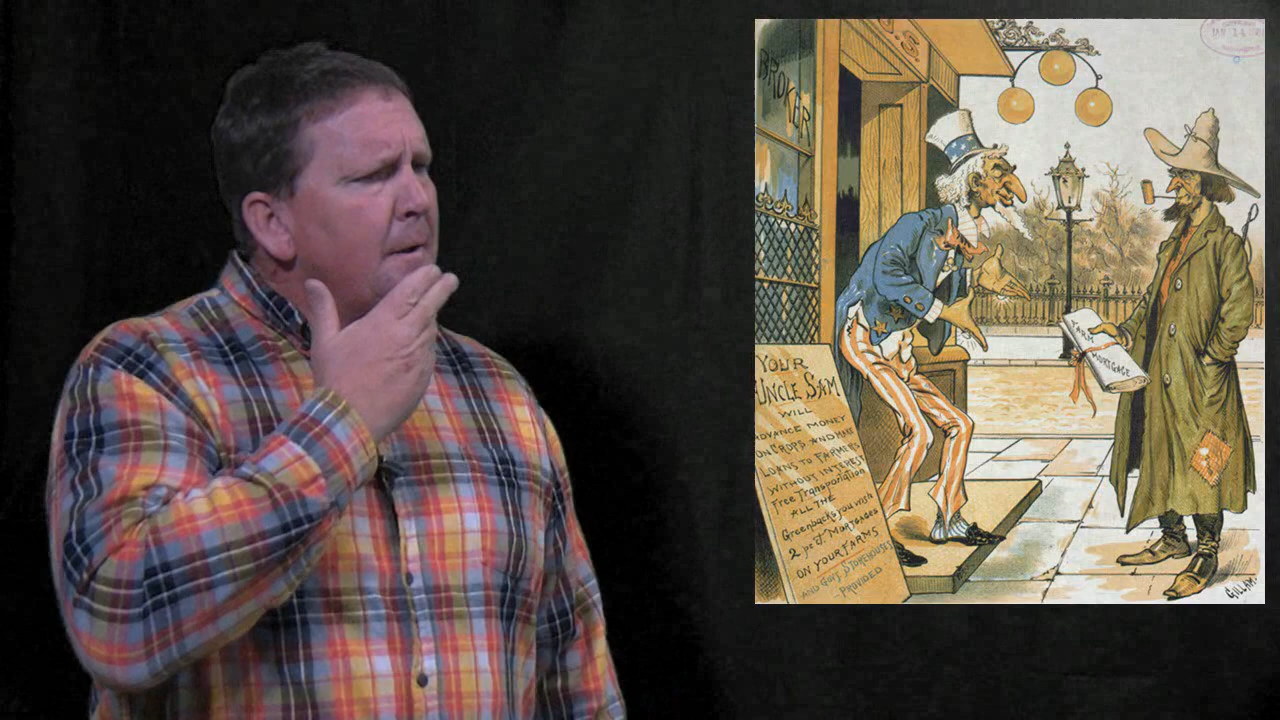 BROKER
U.S.
YOUR
UNCLE SAM
WILL
ADVANCE MONEY
ON CROPS AND MAKE
LOANS TO FARMERS
WITHOUT INTEREST
Free Transportation
ALL THE
Greenbacks you wish
2 per ct Mortgages
ON YOUR FARMS
AND GOVT. STOREHOUSES
PROVIDED
FARM
MORTGAGE
GILLAM.